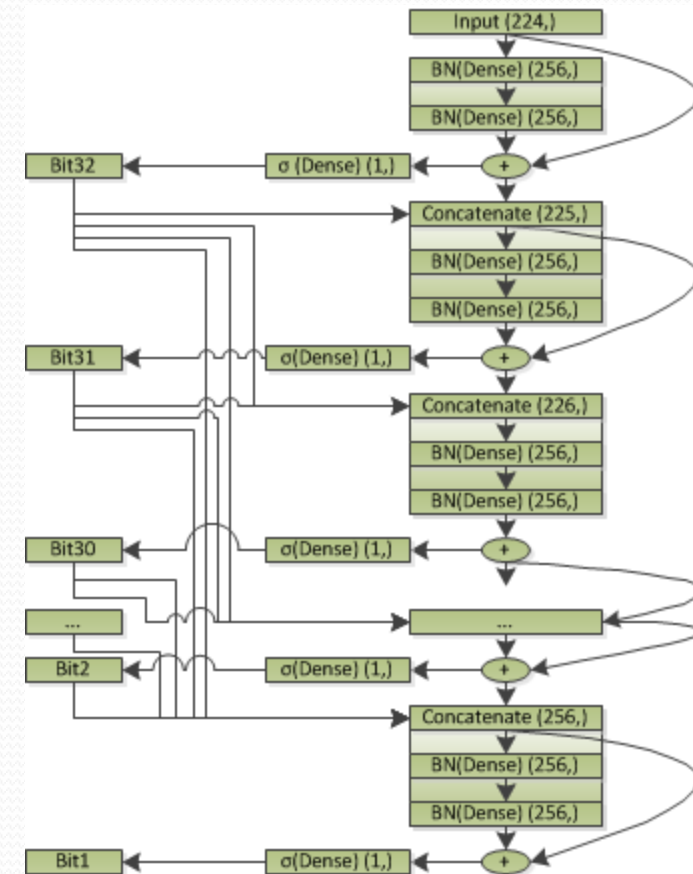 Input (224,)
BN(Dense) (256,)
BN(Dense) (256,)
Bit32
σ (Dense) (1,)
+
Concatenate (225,)
BN(Dense) (256,)
BN(Dense) (256,)
Bit31
σ(Dense) (1,)
+
Concatenate (226,)
BN(Dense) (256,)
BN(Dense) (256,)
Bit30
σ(Dense) (1,)
+
...
...
Bit2
σ(Dense) (1,)
+
Concatenate (256,)
BN(Dense) (256,)
BN(Dense) (256,)
Bit1
σ(Dense) (1,)
+